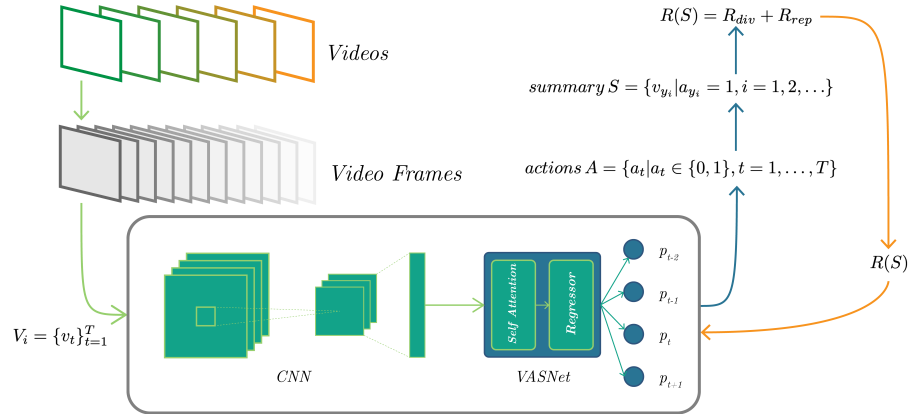 R(S) = R_{div} + R_{rep}
Videos
summary S = {v_{y_i}|a_{y_i} = 1, i = 1, 2, ...}
Video Frames
actions A = {a_t|a_t ∈ {0, 1}, t = 1, ..., T}
R(S)
V_i = {v_t}_{t=1}^T
Self Attention
Regressor
p_{t-2}
p_{t-1}
p_t
p_{t+1}
CNN
VASNet